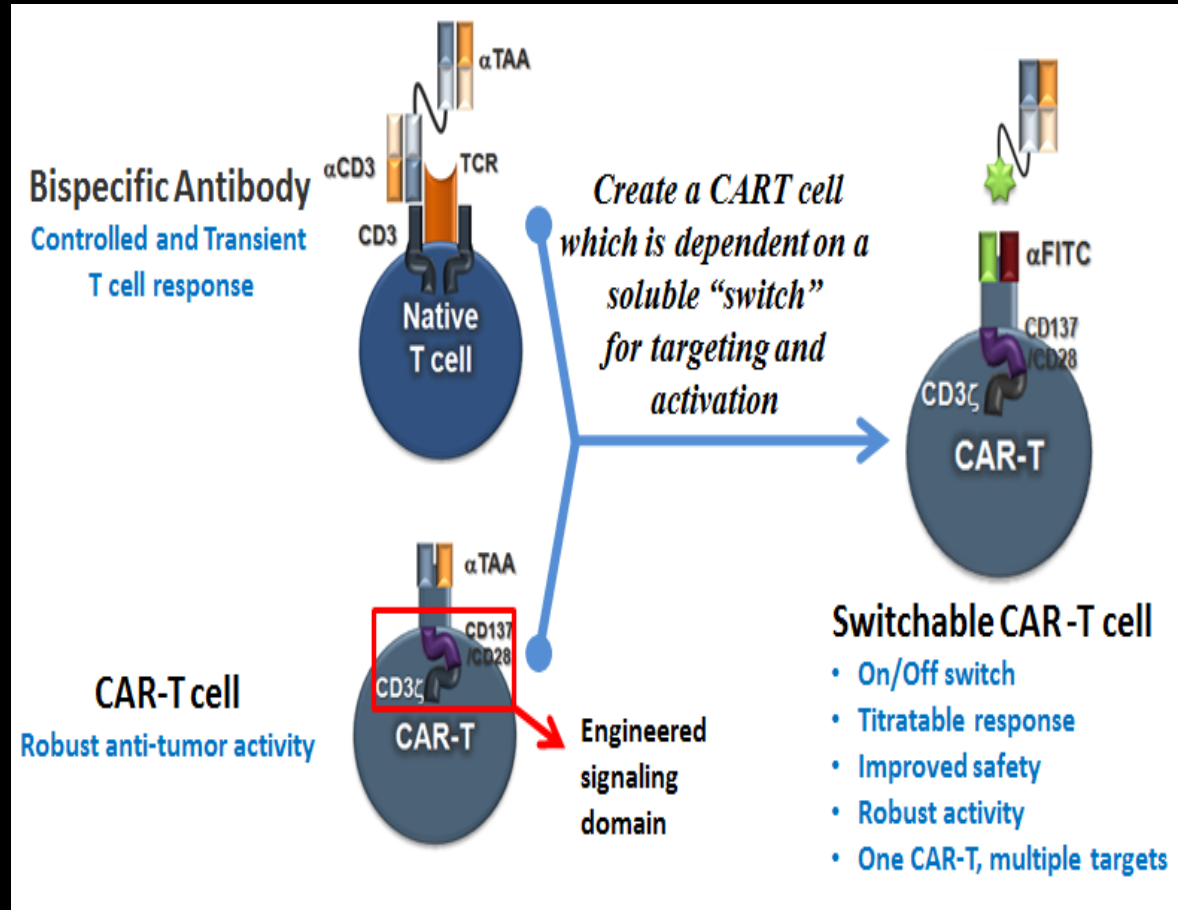 αTAA
αCD3
TCR
CD3
Native
T cell
Bispecific Antibody
Controlled and Transient
T cell response
Create a CART cell
which is dependent on a
soluble “switch”
for targeting and
activation
αFITC
CD137
/CD28
CD3ζ
CAR-T
αTAA
CD137
/CD28
CD3ζ
CAR-T
CAR-T cell
Robust anti-tumor activity
Engineered
signaling
domain
Switchable CAR-T cell
• On/Off switch
• Titratable response
• Improved safety
• Robust activity
• One CAR-T, multiple targets